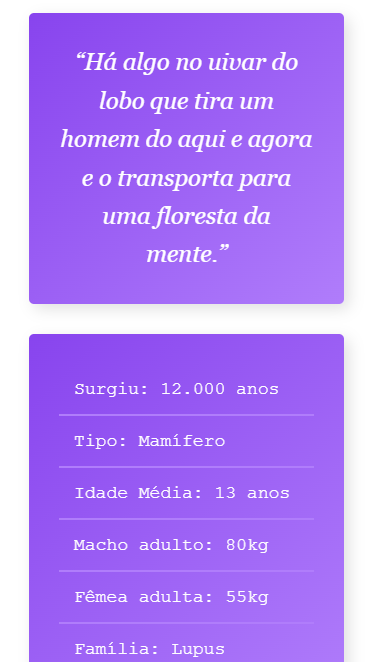 “Há algo no uivar do
lobo que tira um
homem do aqui e agora
e o transporta para
uma floresta da
mente.”
Surgiu: 12.000 anos
Tipo: Mamífero
Idade Média: 13 anos
Macho adulto: 80kg
Fêmea adulta: 55kg
Família: Lupus